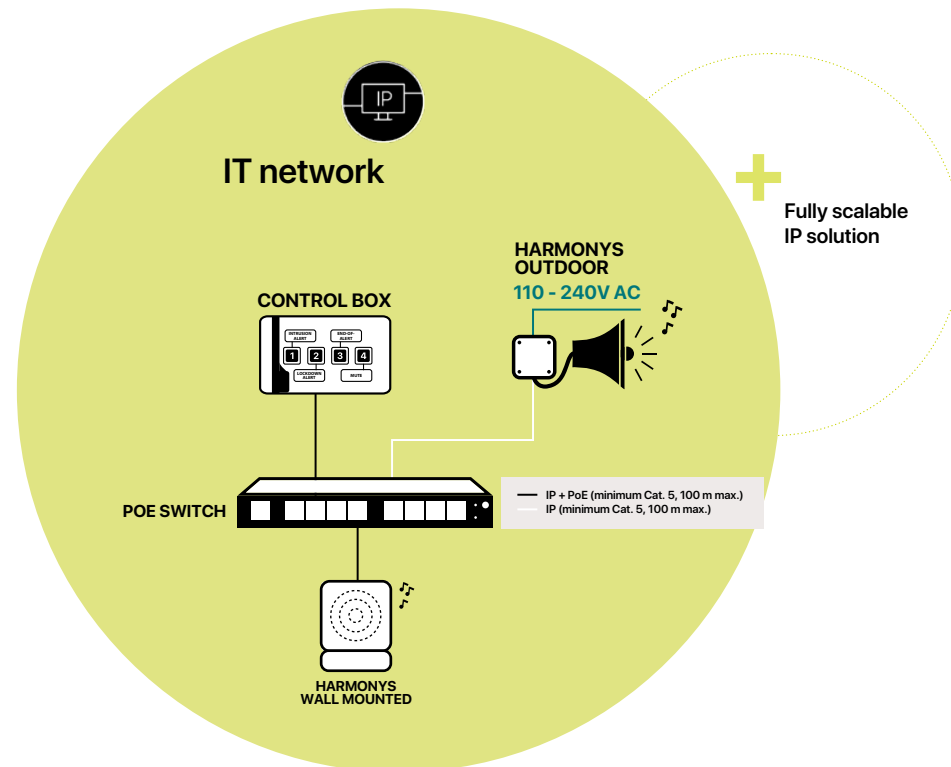 IP
IT network
Fully scalable
IP solution
HARMONYS
OUTDOOR
110 - 240V AC
CONTROL BOX
INTRUSION
ALERT
END-OF-
ALERT
1 2 3 4
LOCKDOWN
ALERT
MUTE
POE SWITCH
IP + PoE (minimum Cat. 5, 100 m max.)
IP (minimum Cat. 5, 100 m max.)
HARMONYS
WALL MOUNTED